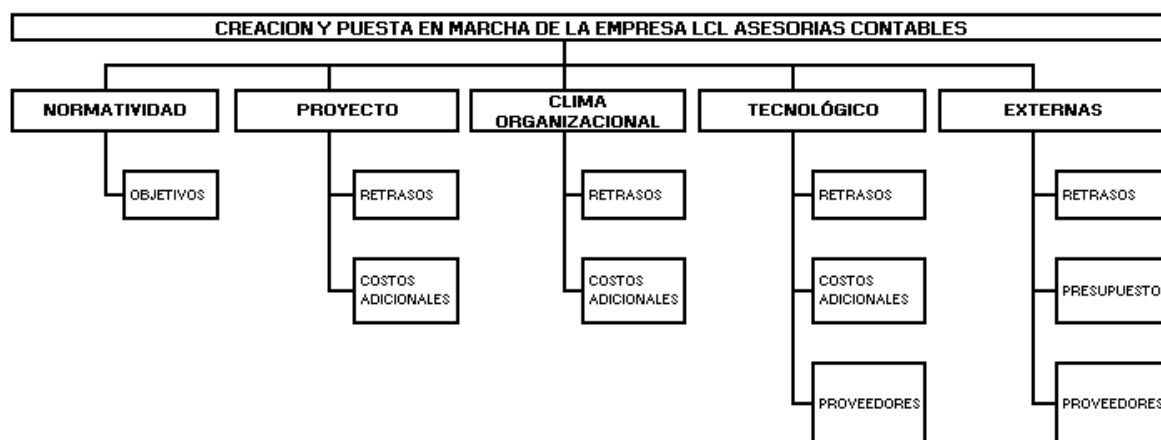 CREACION Y PUESTA EN MARCHA DE LA EMPRESA LCL ASESORIAS CONTABLES
NORMATIVIDAD
PROYECTO
CLIMA
ORGANIZACIONAL
TECNOLÓGICO
EXTERNAS
OBJETIVOS
RETRASOS
RETRASOS
RETRASOS
RETRASOS
COSTOS
ADICIONALES
COSTOS
ADICIONALES
COSTOS
ADICIONALES
PRESUPUESTO
PROVEEDORES
PROVEEDORES